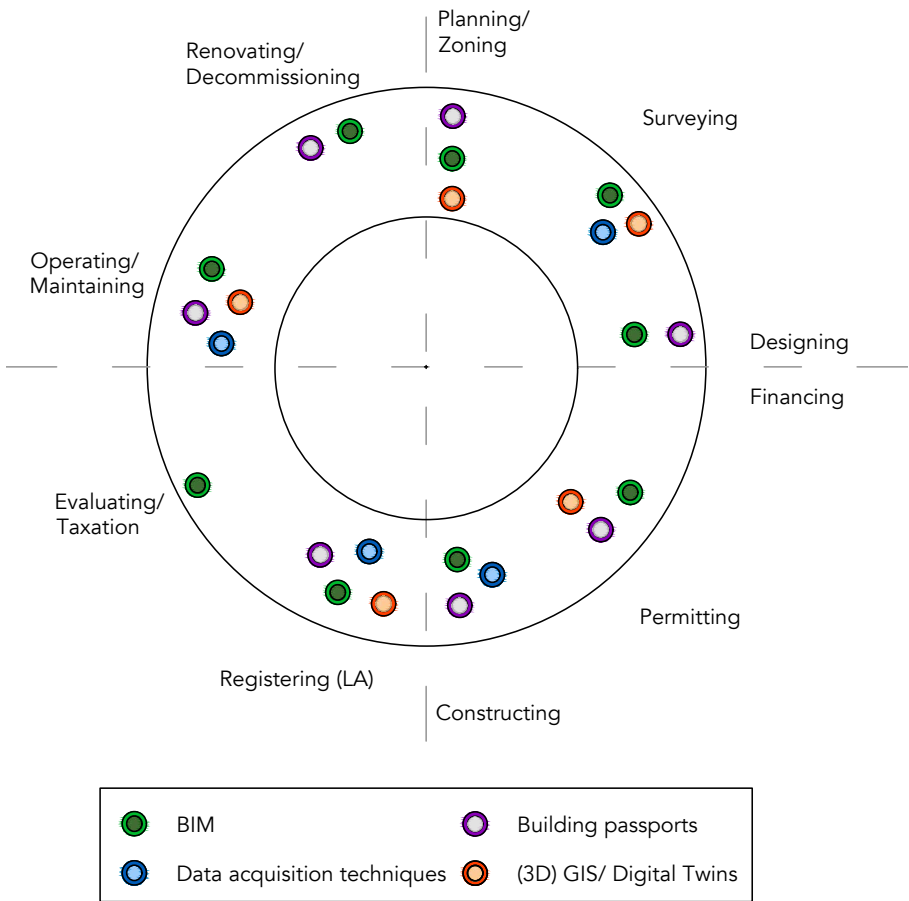 Planning/
Zoning
Renovating/
Decommissioning
Surveying
Operating/
Maintaining
Designing
Financing
Evaluating/
Taxation
Permitting
Registering (LA)
Constructing
BIM
Building passports
Data acquisition techniques
(3D) GIS/ Digital Twins